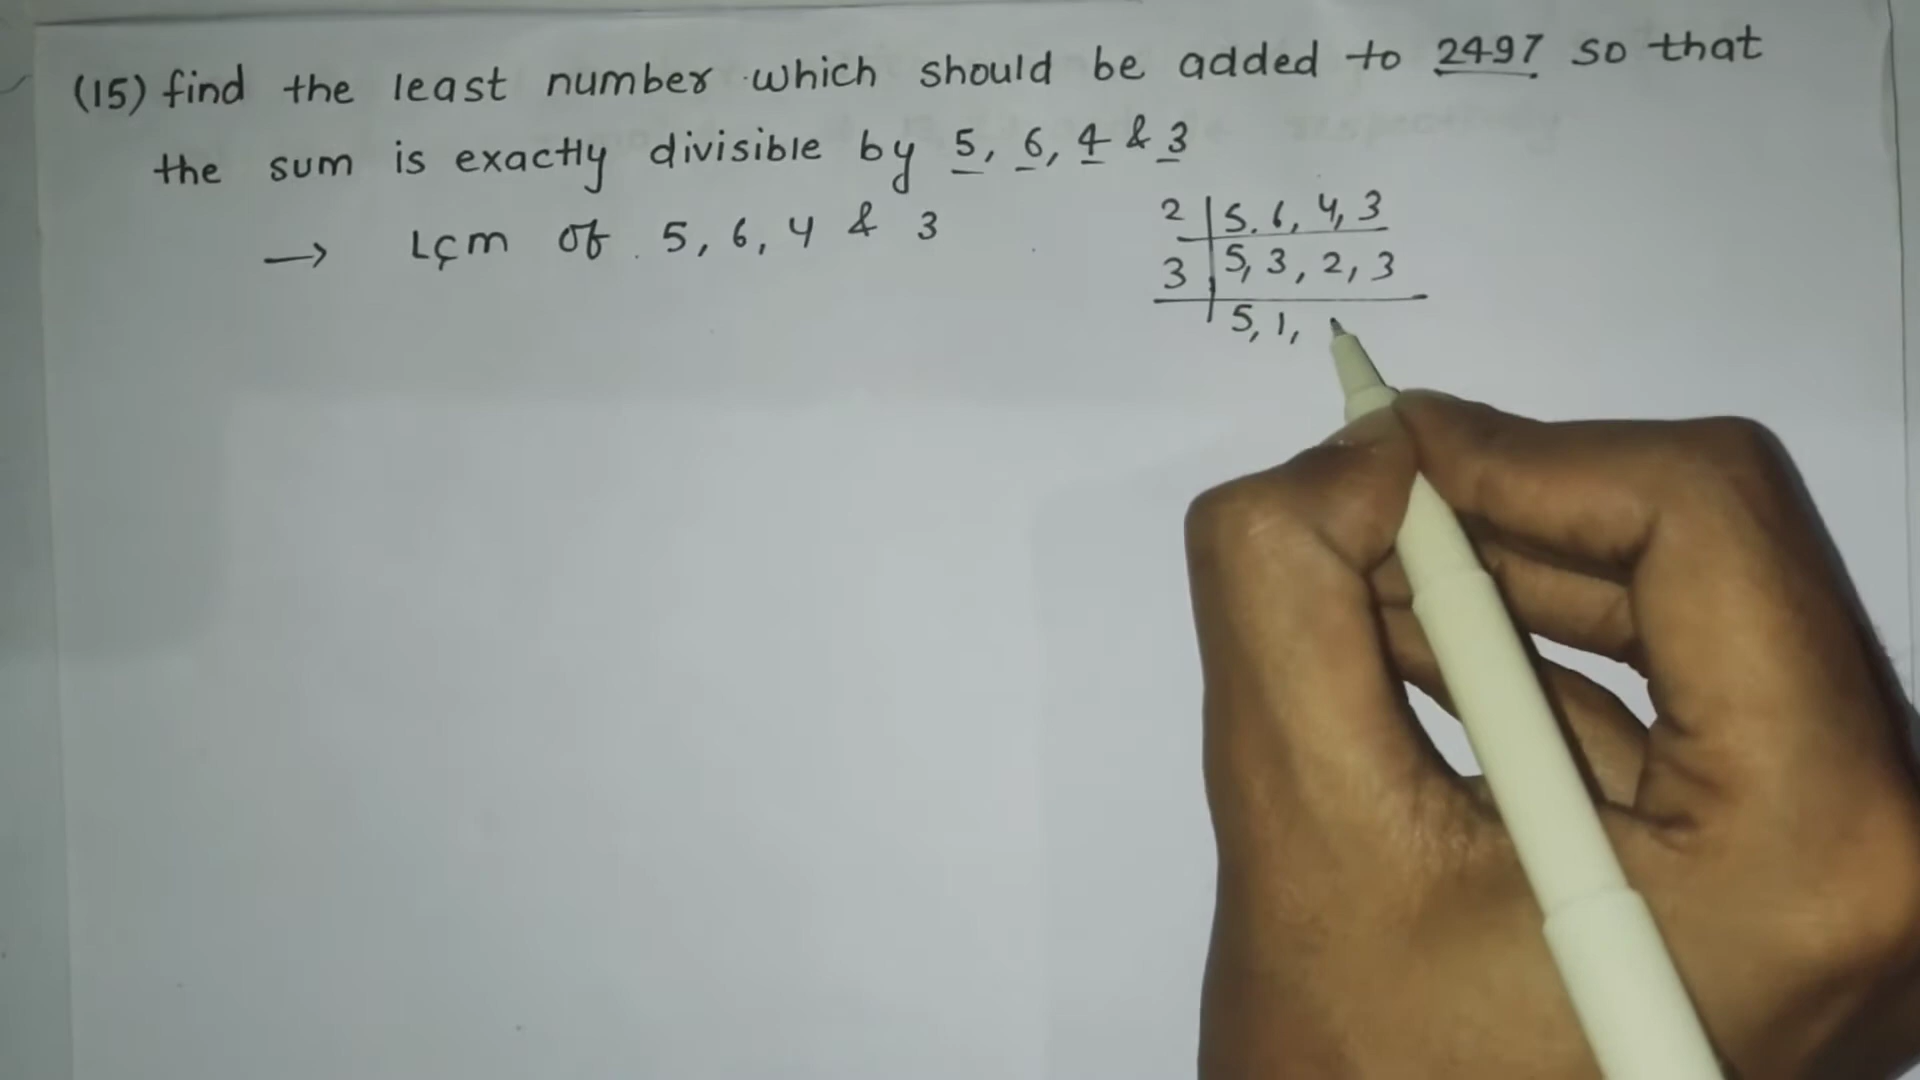 (15) find the least number which should be added to 2497 so that
the sum is exactly divisible by 5, 6, 4 & 3
→ LCM of 5, 6, 4 & 3
2 | 5, 6, 4, 3
3 | 5, 3, 2, 3
5, 1,